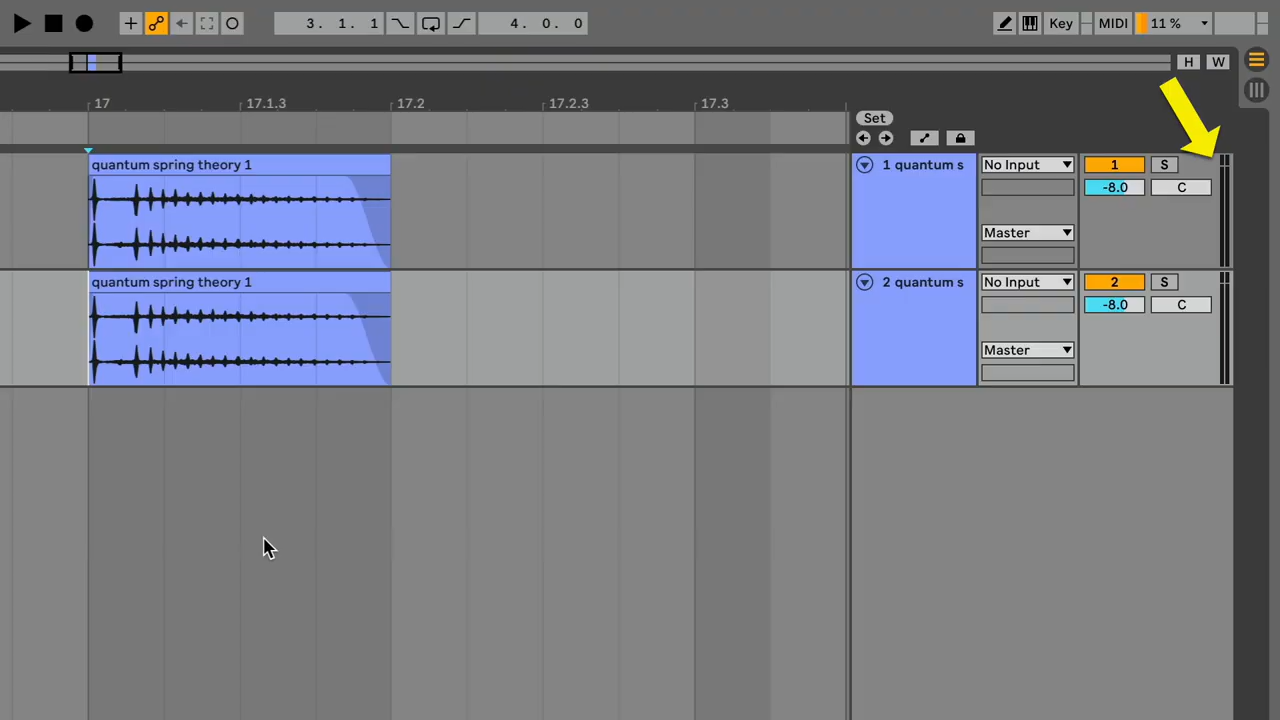 3. 1. 1
4. 0. 0
Key
MIDI
11 %
H W
17 17.1.3 17.2 17.2.3 17.3
Set
quantum spring theory 1
1 quantum s
No Input
1
S
-8.0
C
Master
quantum spring theory 1
2 quantum s
No Input
2
S
-8.0
C
Master